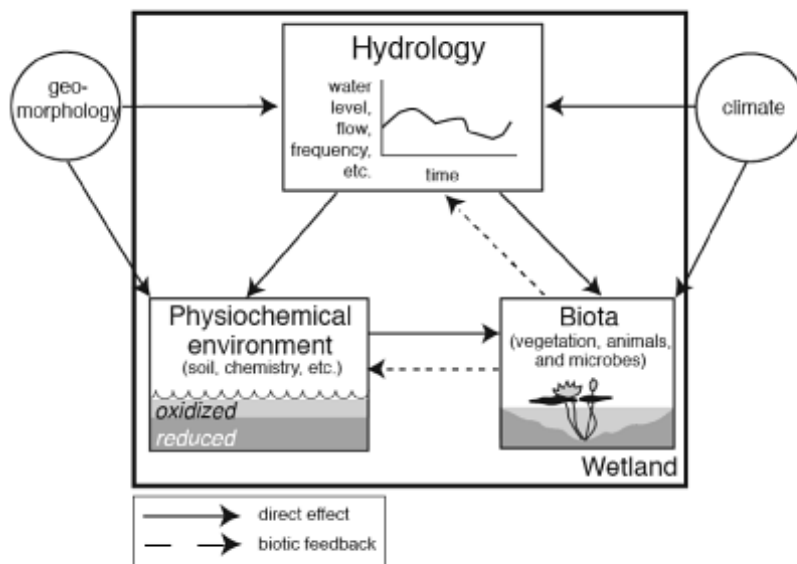 Hydrology
water
level,
flow,
frequency,
etc.
time
geo-
morphology
climate
Physiochemical
environment
(soil, chemistry, etc.)
oxidized
reduced
Biota
(vegetation, animals,
and microbes)
Wetland
direct effect
biotic feedback